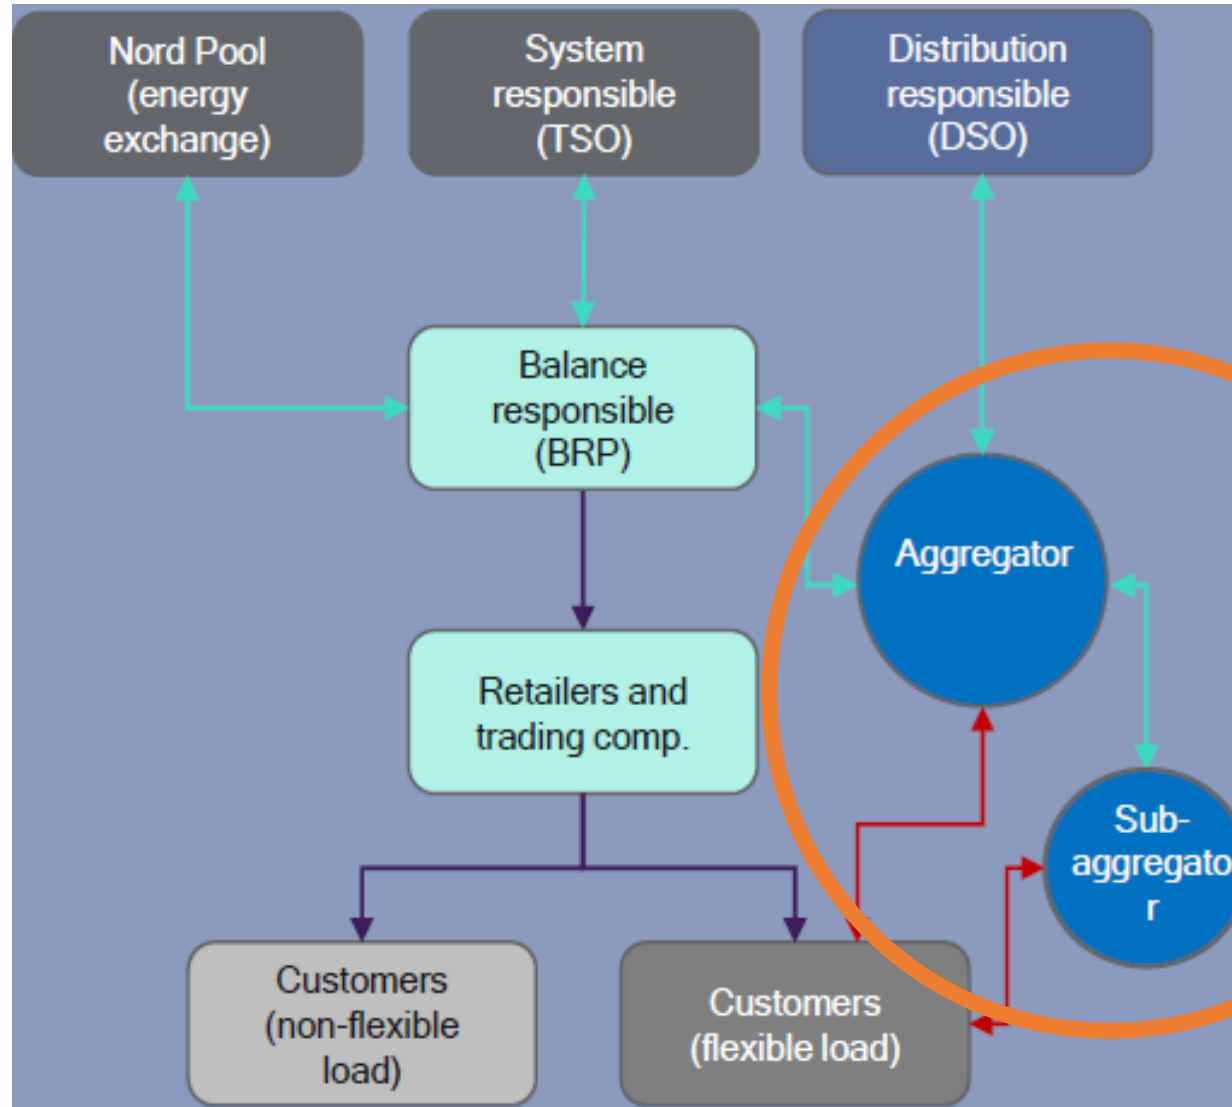 Nord Pool
(energy
exchange)
System
responsible
(TSO)
Distribution
responsible
(DSO)
Balance
responsible
(BRP)
Aggregator
Retailers and
trading comp.
Sub-
aggregato
r
Customers
(non-flexible
load)
Customers
(flexible load)